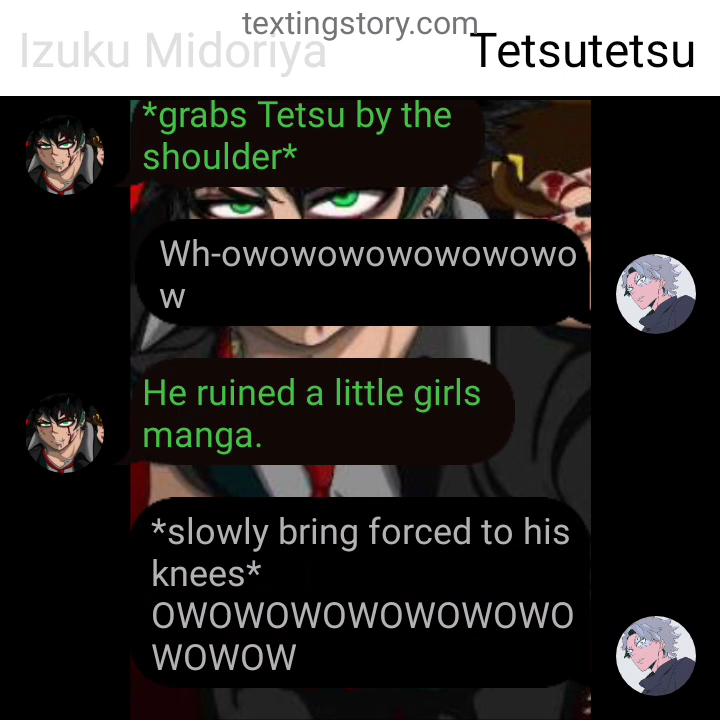 textingstory.com
Izuku Midoriya
Tetsutetsu
*grabs Tetsu by the
shoulder*
Wh-owowowowowowowo
w
He ruined a little girls
manga.
*slowly bring forced to his
knees*
OWOWOWOWOWOWOWO
WOWOW